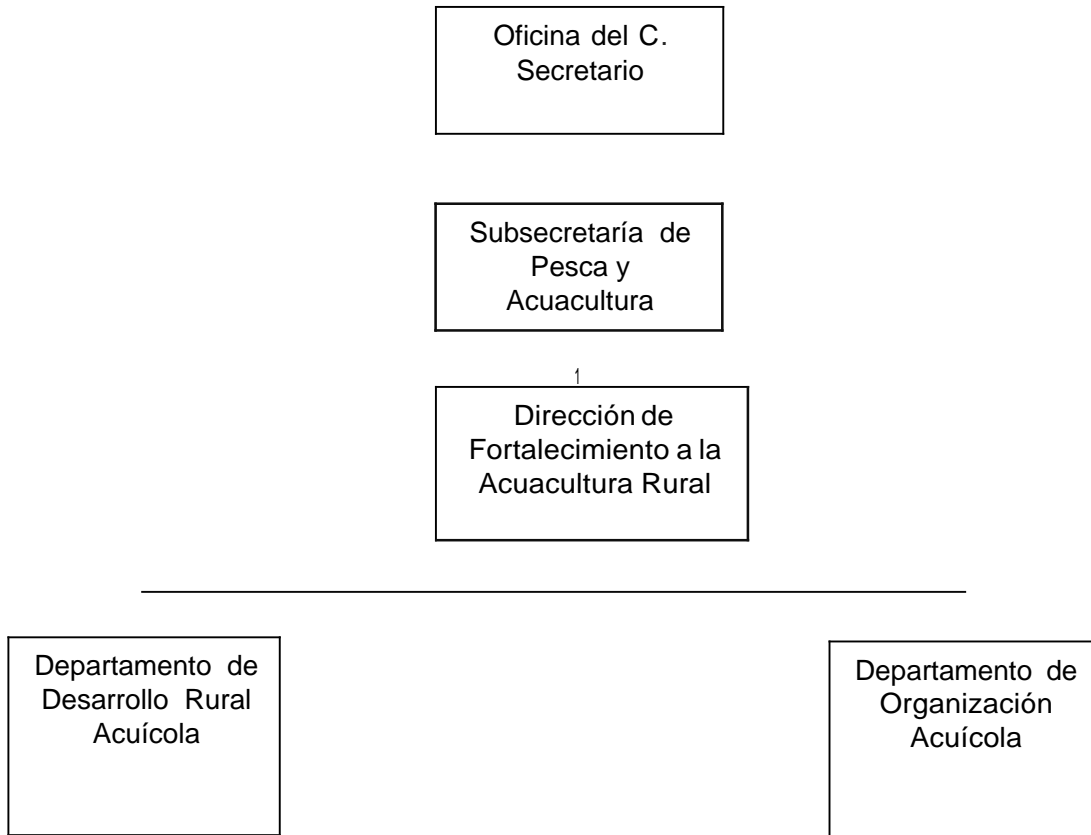 Oficina del C.
Secretario
Subsecretaría de
Pesca y
Acuacultura
1
Dirección de
Fortalecimiento a la
Acuacultura Rural
Departamento de
Desarrollo Rural
Acuícola
Departamento de
Organización
Acuícola